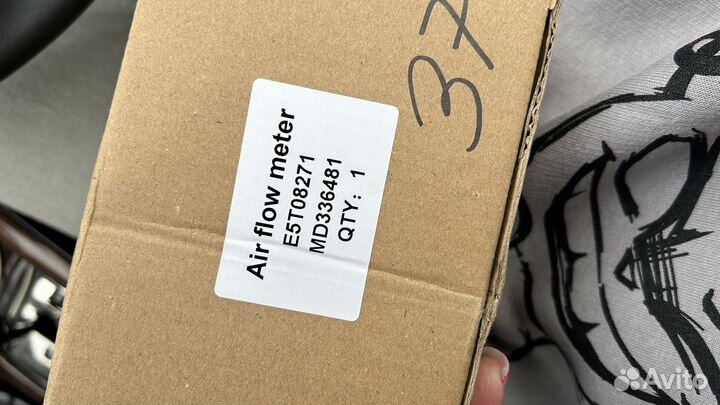 Air flow meter
E5T08271
MD336481
QTY: 1
37
Avito